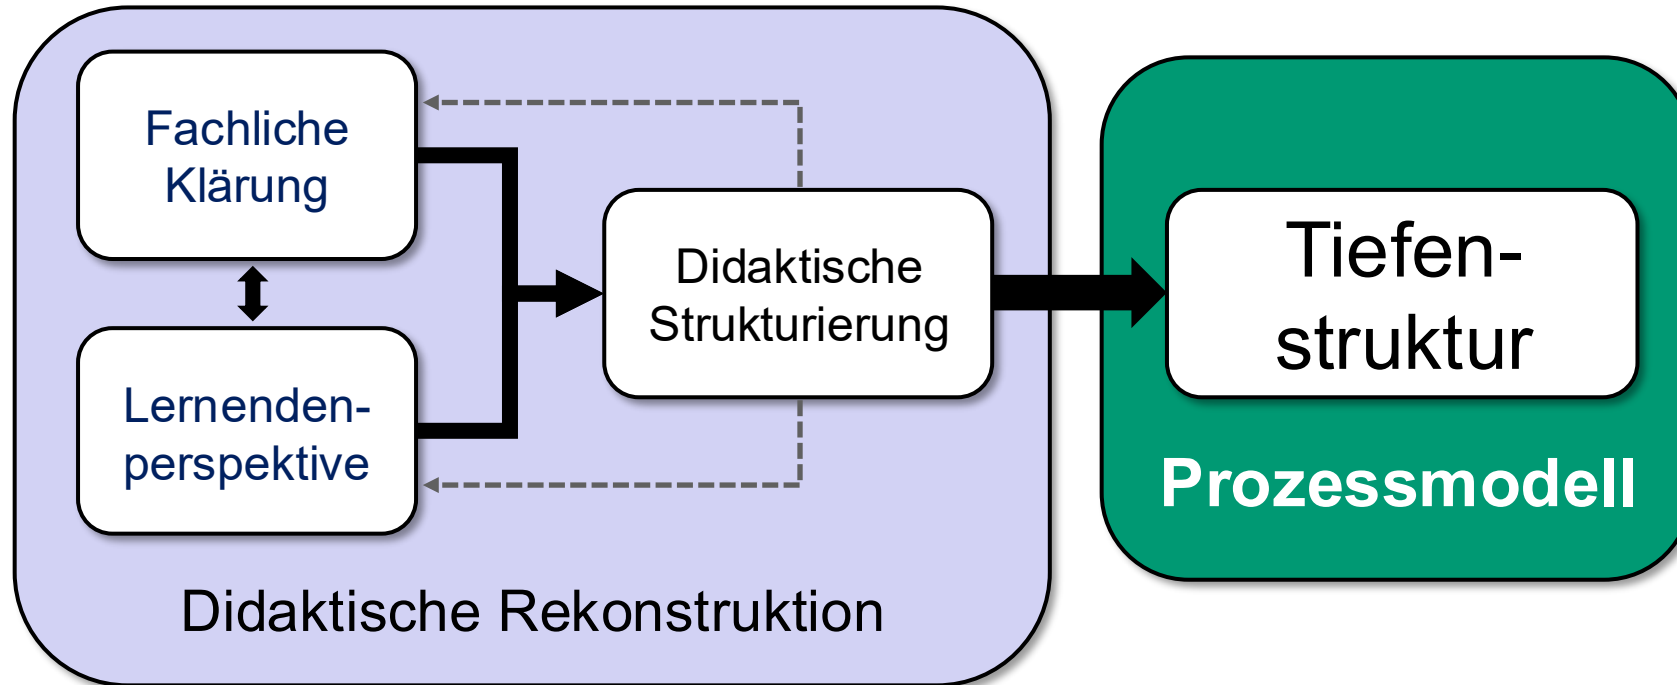 Fachliche
Klärung
Lernenden-
perspektive
Didaktische
Strukturierung
Didaktische Rekonstruktion
Tiefen-
struktur
Prozessmodell